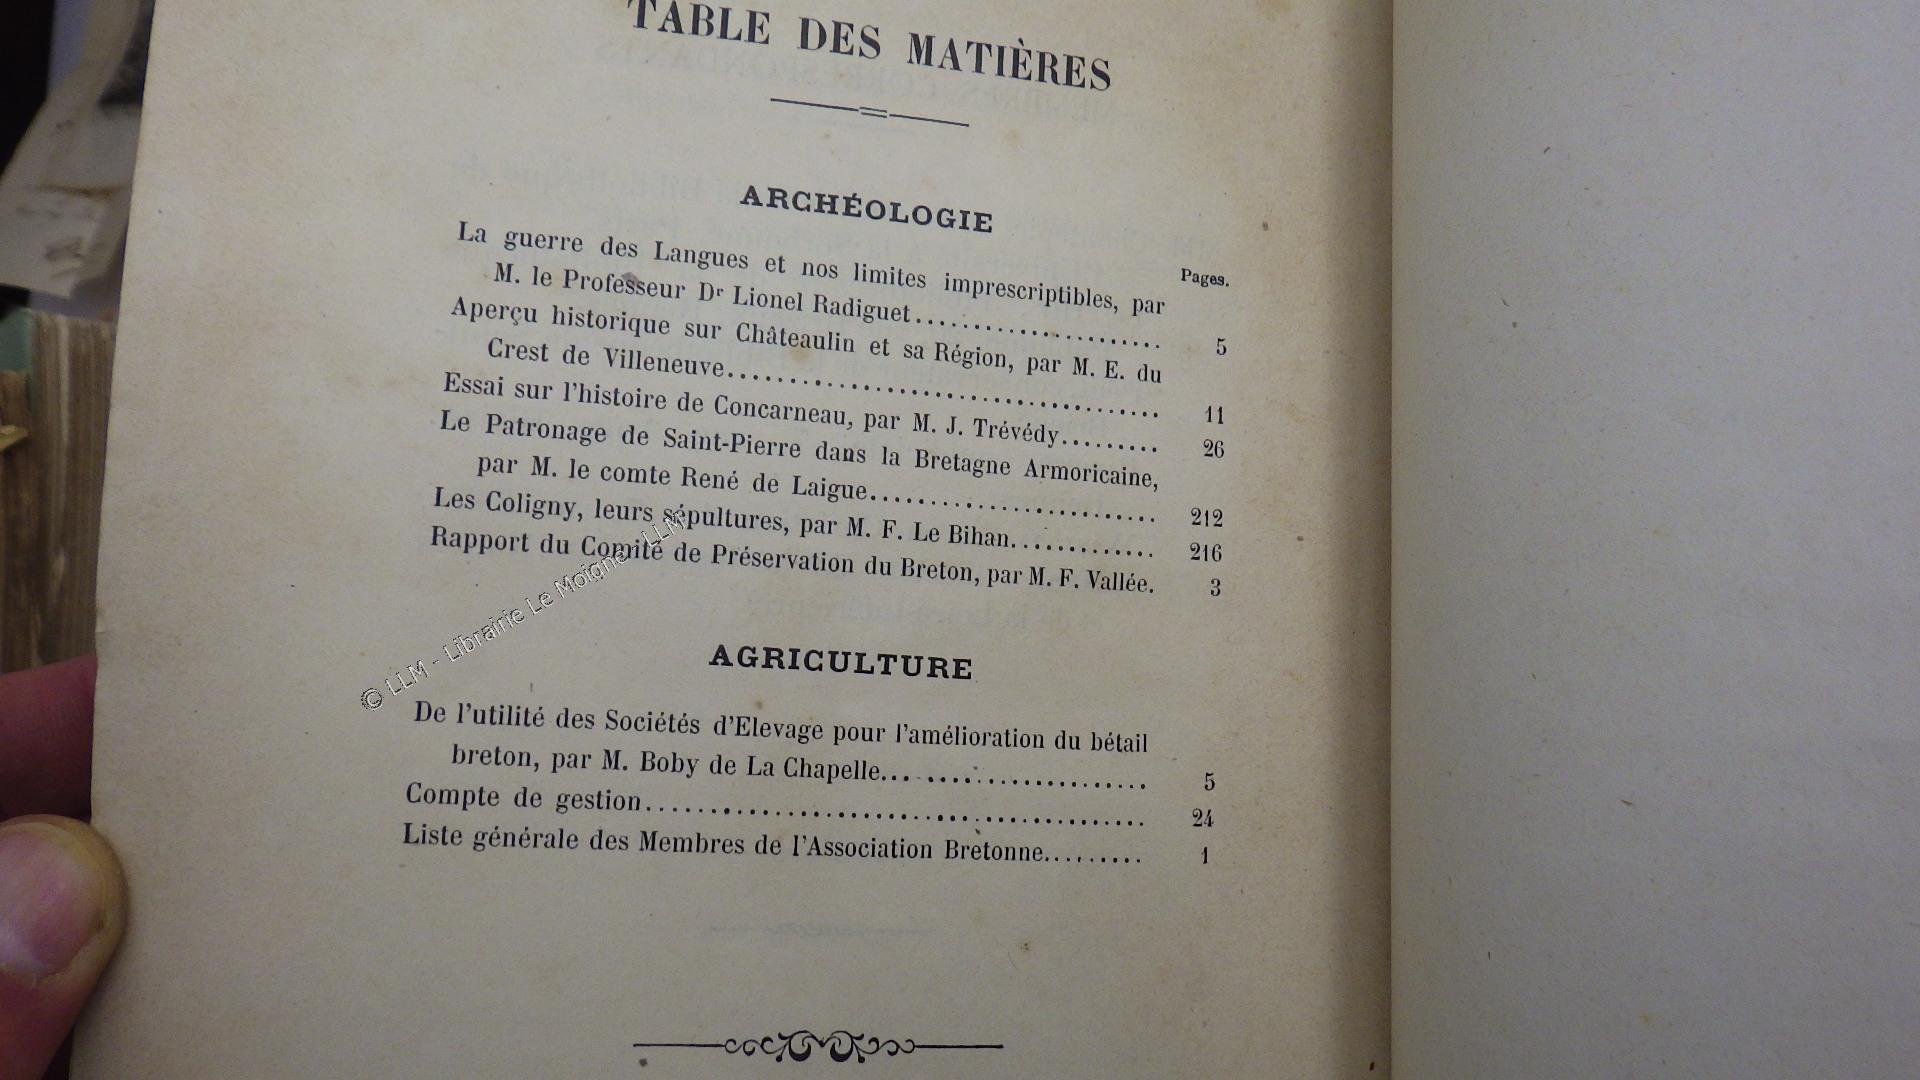 TABLE DES MATIÈRES
ARCHÉOLOGIE
Pages.
La guerre des Langues et nos limites imprescriptibles, par
M. le Professeur Dr Lionel Radiguet...................... 5
Aperçu historique sur Châteaulin et sa Région, par M. E. du
Crest de Villeneuve...................................... 11
Essai sur l'histoire de Concarneau, par M. J. Trévédy......... 26
Le Patronage de Saint-Pierre dans la Bretagne Armoricaine,
par M. le comte René de Laigue......................... 212
Les Coligny, leurs sépultures, par M. F. Le Bihan............. 216
Rapport du Comité de Préservation du Breton, par M. F. Vallée. 3
© LLM - Librairie Le Moigne - LLM
AGRICULTURE
De l'utilité des Sociétés d'Elevage pour l'amélioration du bétail
breton, par M. Boby de La Chapelle........................ 5
Compte de gestion............................................. 24
Liste générale des Membres de l'Association Bretonne......... 1